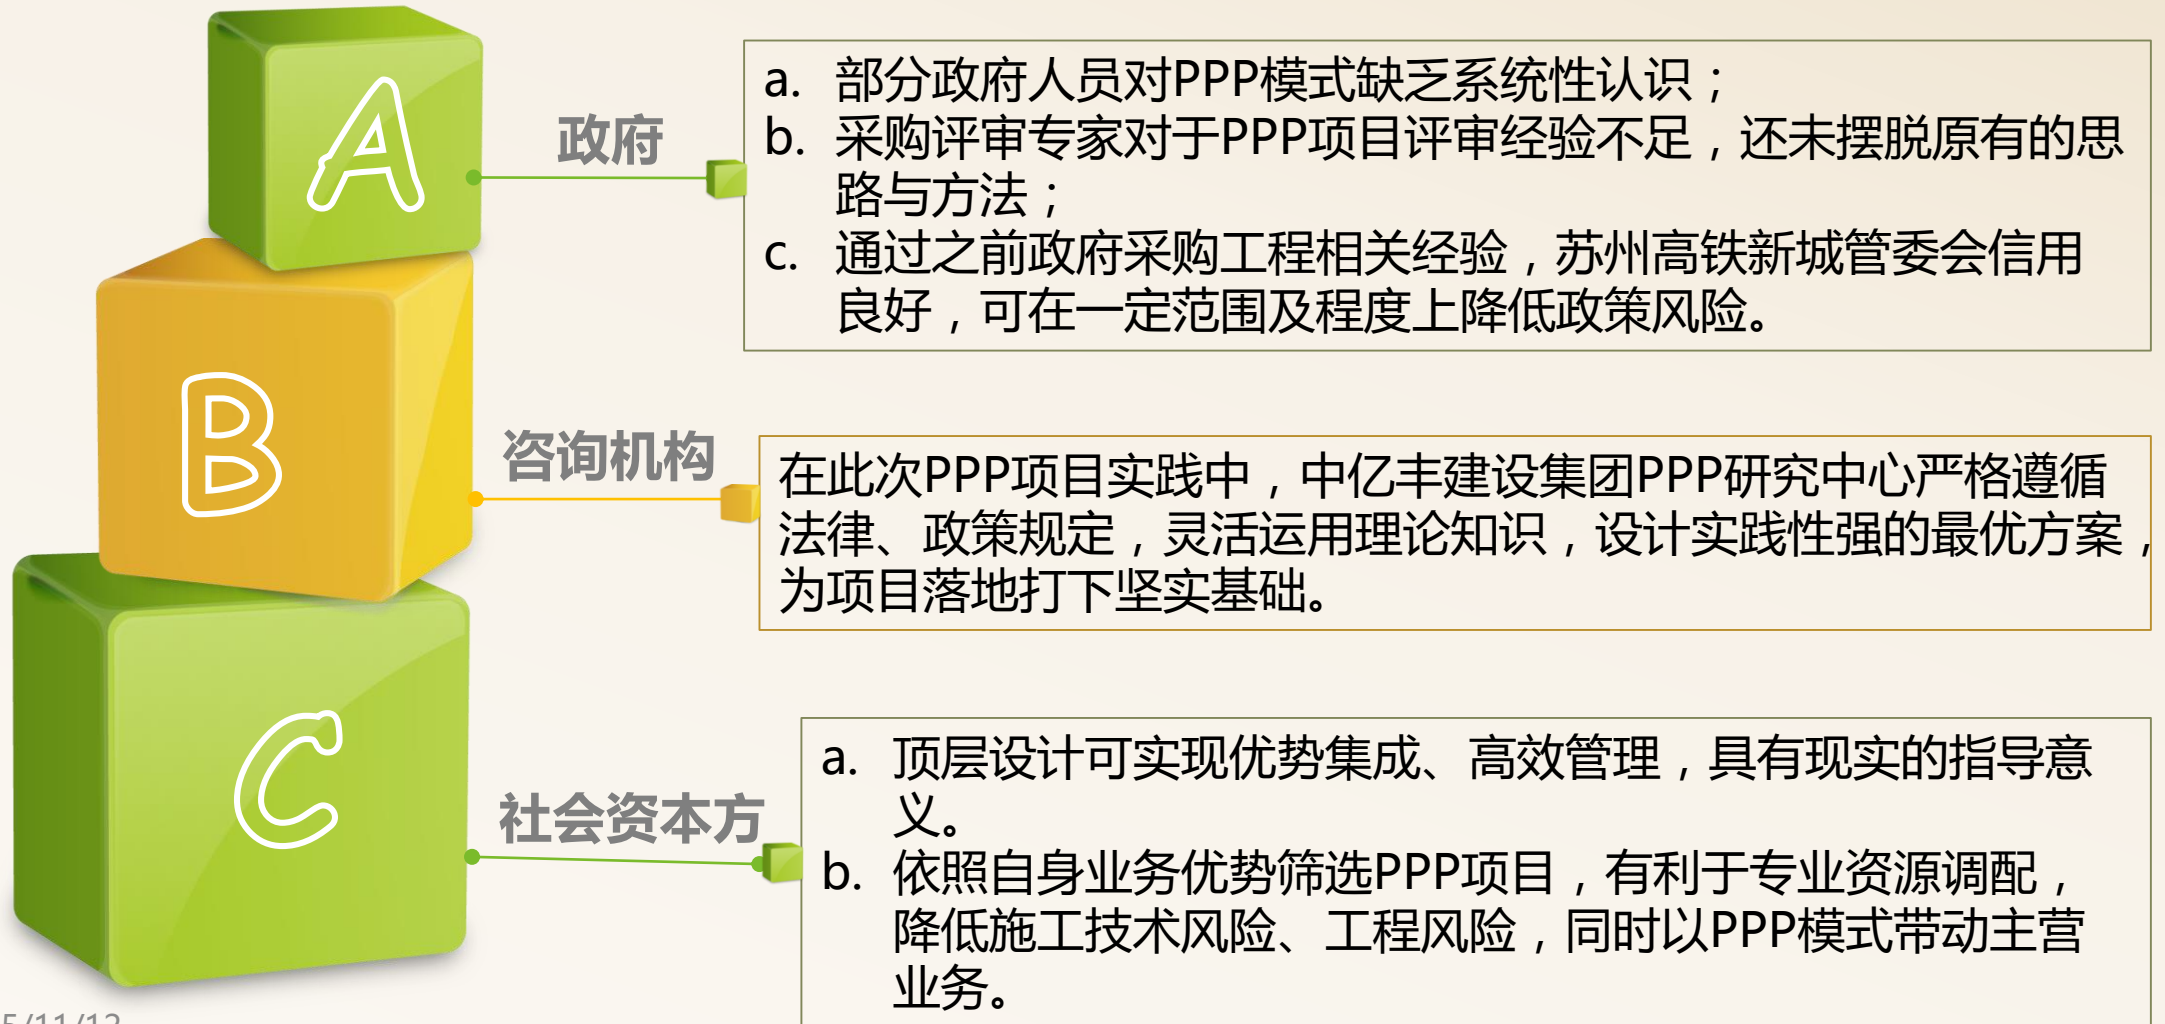 A
政府
a. 部分政府人员对PPP模式缺乏系统性认识；
b. 采购评审专家对于PPP项目评审经验不足，还未摆脱原有的思
路与方法；
c. 通过之前政府采购工程相关经验，苏州高铁新城管委会信用
良好，可在一定范围及程度上降低政策风险。
B
咨询机构
在此次PPP项目实践中，中亿丰建设集团PPP研究中心严格遵循
法律、政策规定，灵活运用理论知识，设计实践性强的最优方案，
为项目落地打下坚实基础。
C
社会资本方
a. 顶层设计可实现优势集成、高效管理，具有现实的指导意
义。
b. 依照自身业务优势筛选PPP项目，有利于专业资源调配，
降低施工技术风险、工程风险，同时以PPP模式带动主营
业务。
5/11/12